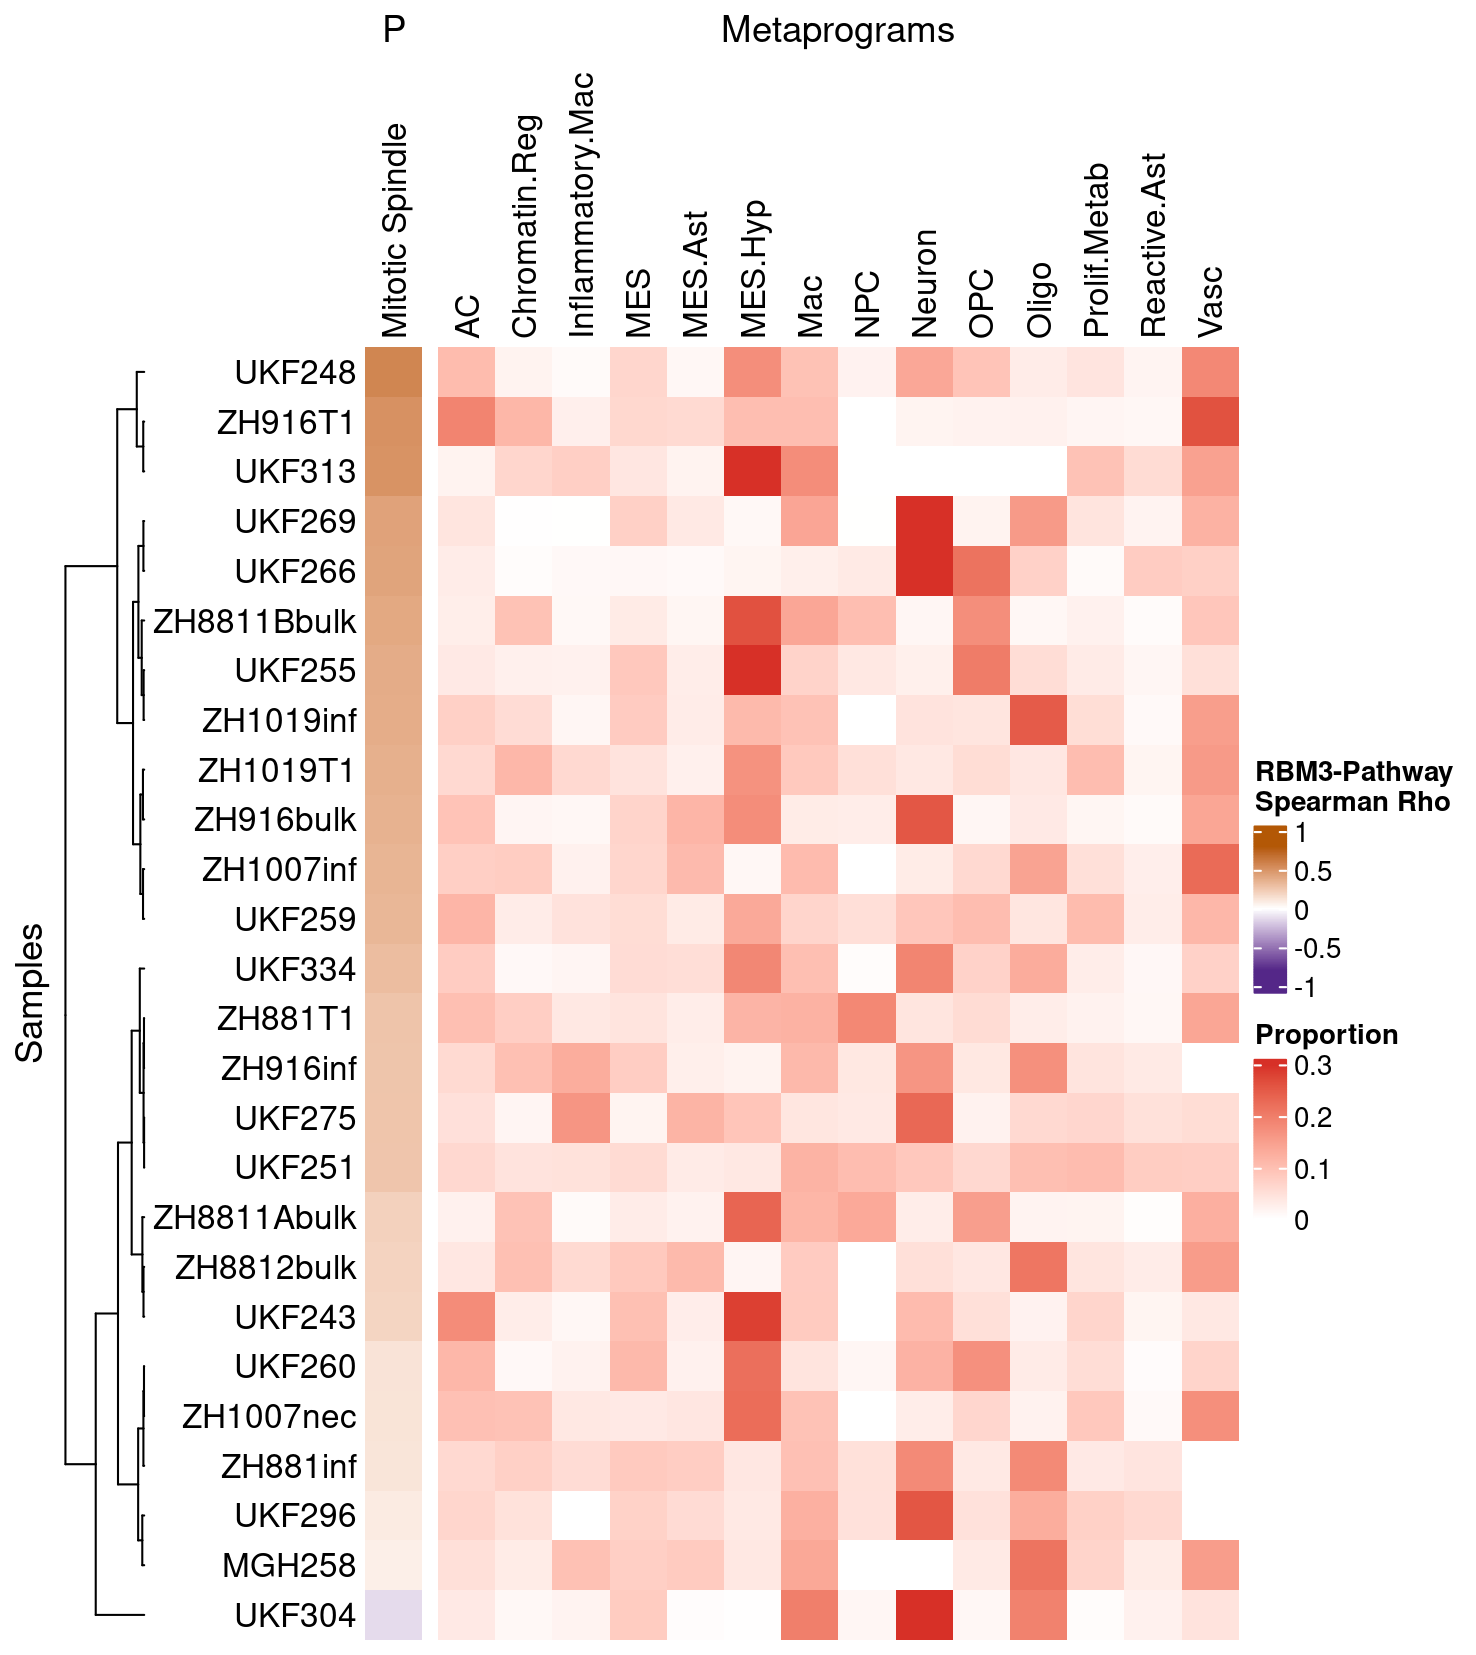 P
Metaprograms
Mitotic Spindle
AC
Chromatin.Reg
Inflammatory.Mac
MES
MES.Ast
MES.Hyp
Mac
NPC
Neuron
OPC
Oligo
Prolif.Metab
Reactive.Ast
Vasc
Samples
UKF248
ZH916T1
UKF313
UKF269
UKF266
ZH8811Bbulk
UKF255
ZH1019inf
ZH1019T1
ZH916bulk
ZH1007inf
UKF259
UKF334
ZH881T1
ZH916inf
UKF275
UKF251
ZH8811Abulk
ZH8812bulk
UKF243
UKF260
ZH1007nec
ZH881inf
UKF296
MGH258
UKF304
RBM3-Pathway
Spearman Rho
1
0.5
0
-0.5
-1
Proportion
0.3
0.2
0.1
0